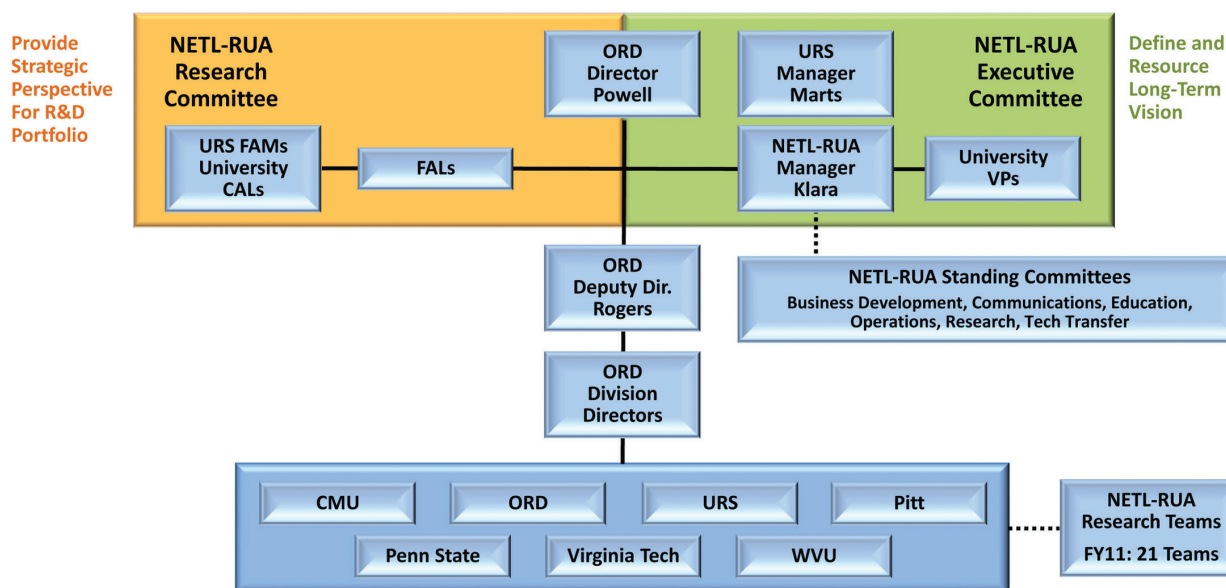 Provide
Strategic
Perspective
For R&D
Portfolio
NETL-RUA
Research
Committee
ORD
Director
Powell
URS
Manager
Marts
NETL-RUA
Executive
Committee
Define and
Resource
Long-Term
Vision
URS FAMs
University
CALs
FALs
NETL-RUA
Manager
Klara
University
VPs
ORD
Deputy Dir.
Rogers
NETL-RUA Standing Committees
Business Development, Communications, Education,
Operations, Research, Tech Transfer
ORD
Division
Directors
CMU
ORD
URS
Pitt
Penn State
Virginia Tech
WVU
NETL-RUA
Research Teams
FY11: 21 Teams